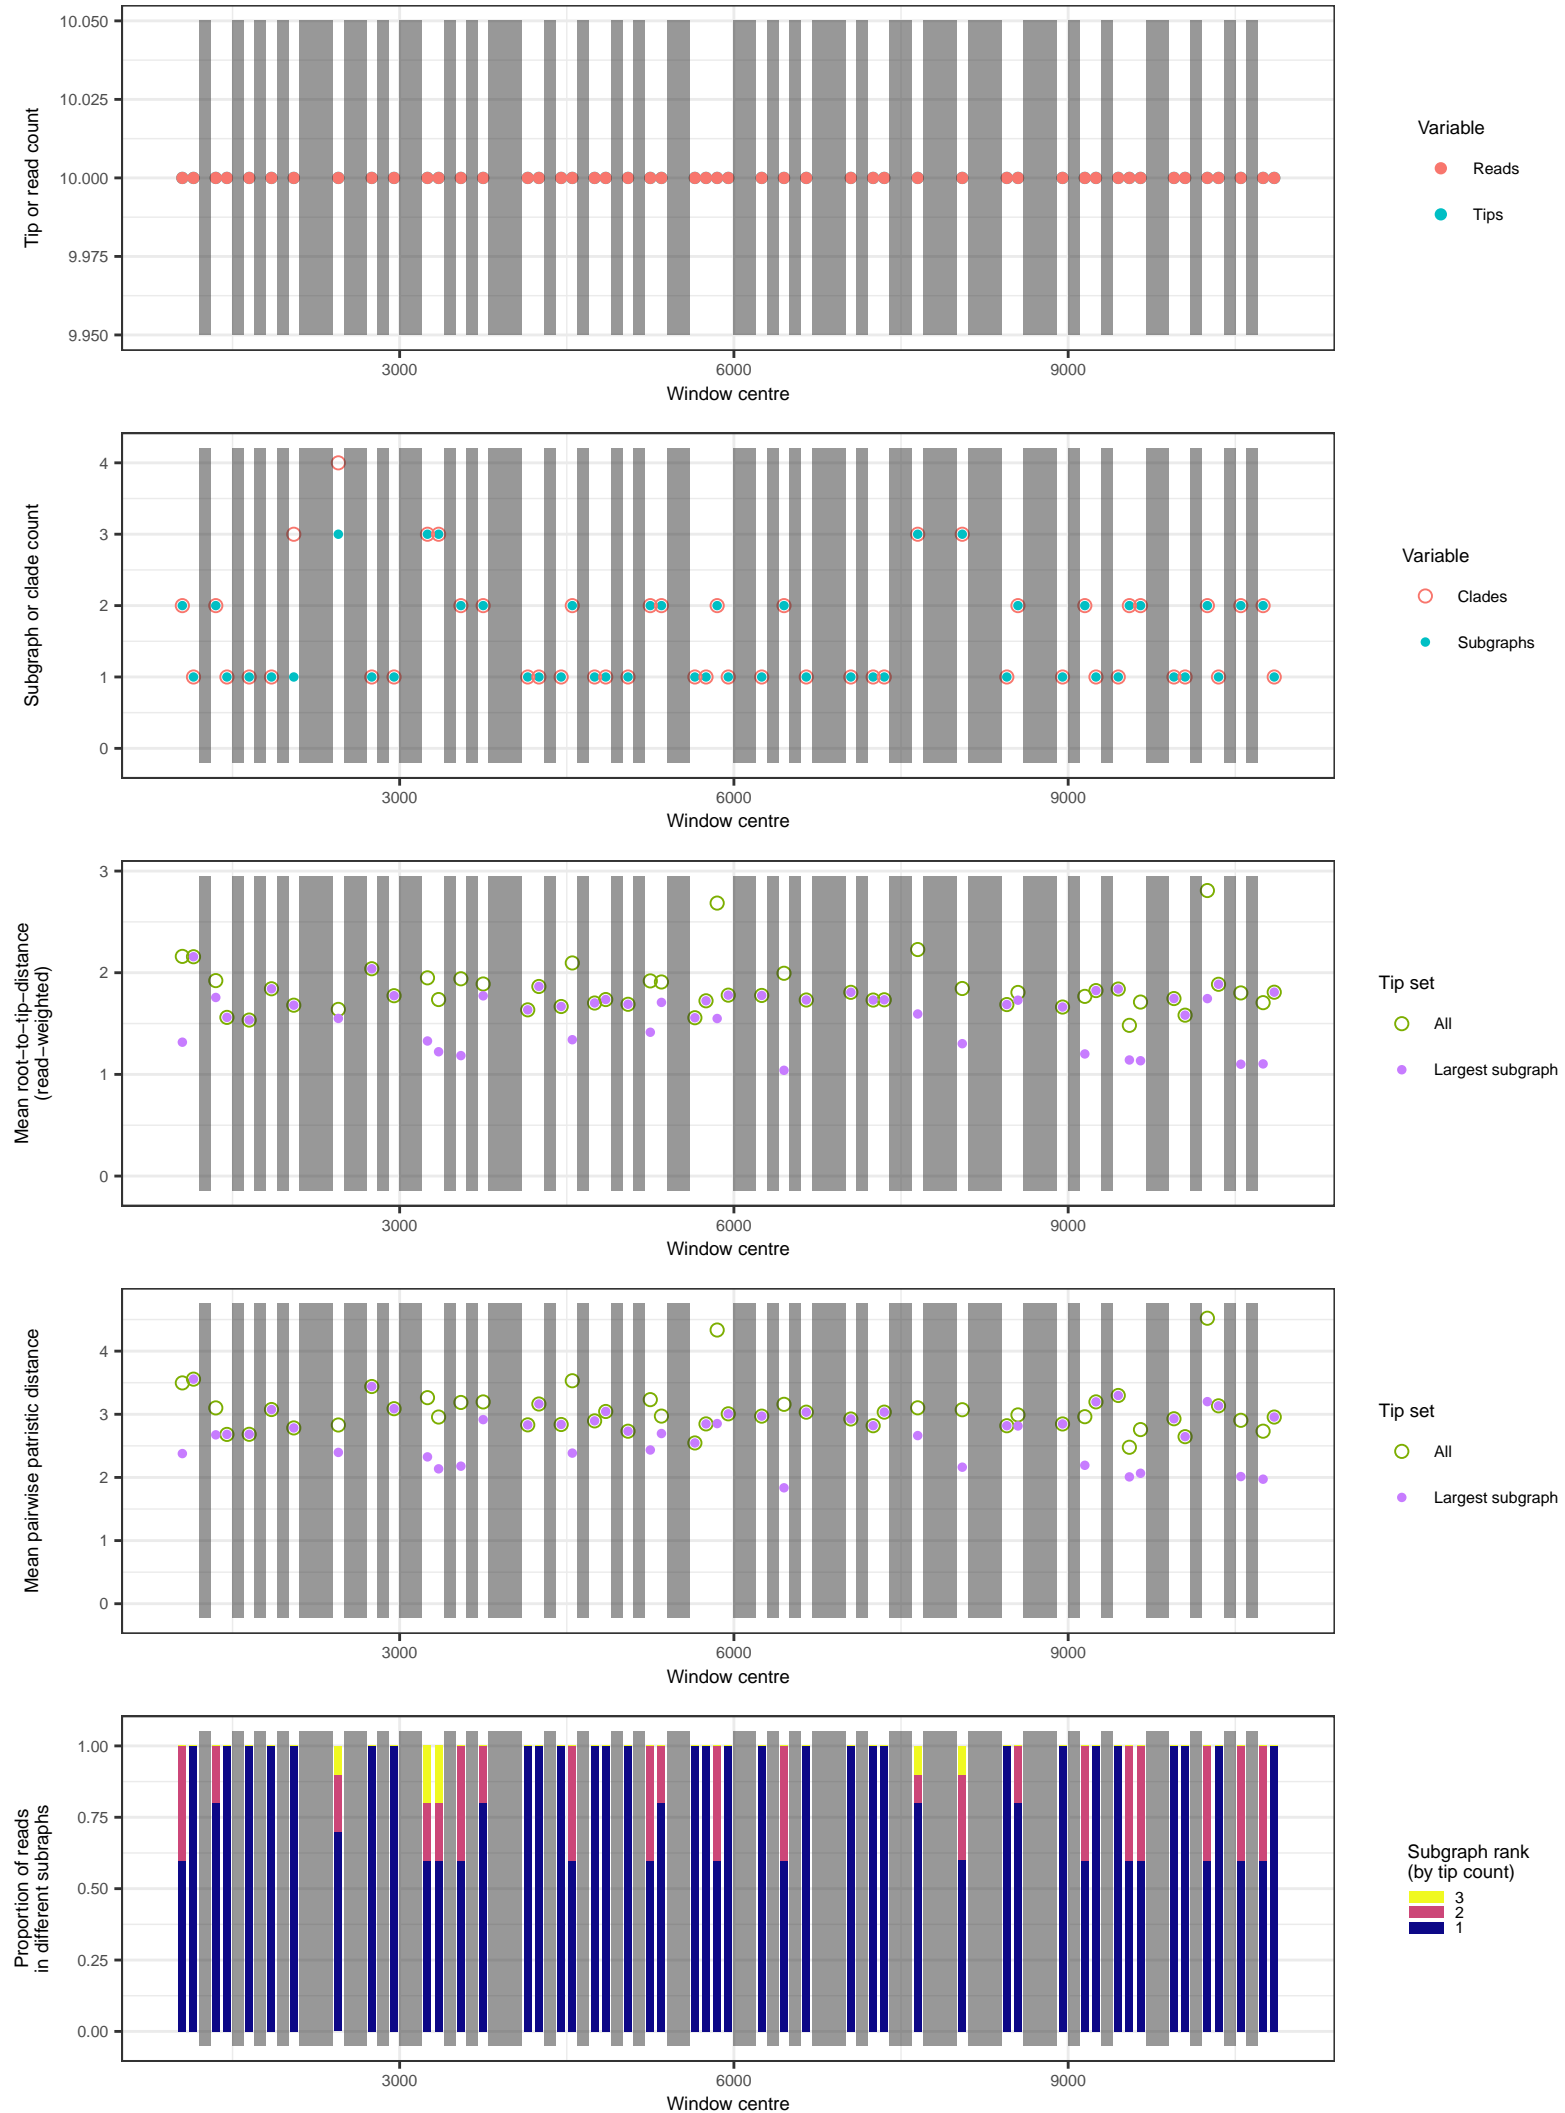 10.050
10.025
10.000
9.975
9.950
Tip or read count
3000 6000 9000
Window centre
Variable
Reads
Tips
4
3
2
1
0
Subgraph or clade count
3000 6000 9000
Window centre
Variable
Clades
Subgraphs
3
2
1
0
Mean root−to−tip−distance
(read−weighted)
3000 6000 9000
Window centre
Tip set
All
Largest subgraph
4
3
2
1
0
Mean pairwise patristic distance
3000 6000 9000
Window centre
Tip set
All
Largest subgraph
1.00
0.75
0.50
0.25
0.00
Proportion of reads
in different subraphs
3000 6000 9000
Window centre
Subgraph rank
(by tip count)
3
2
1